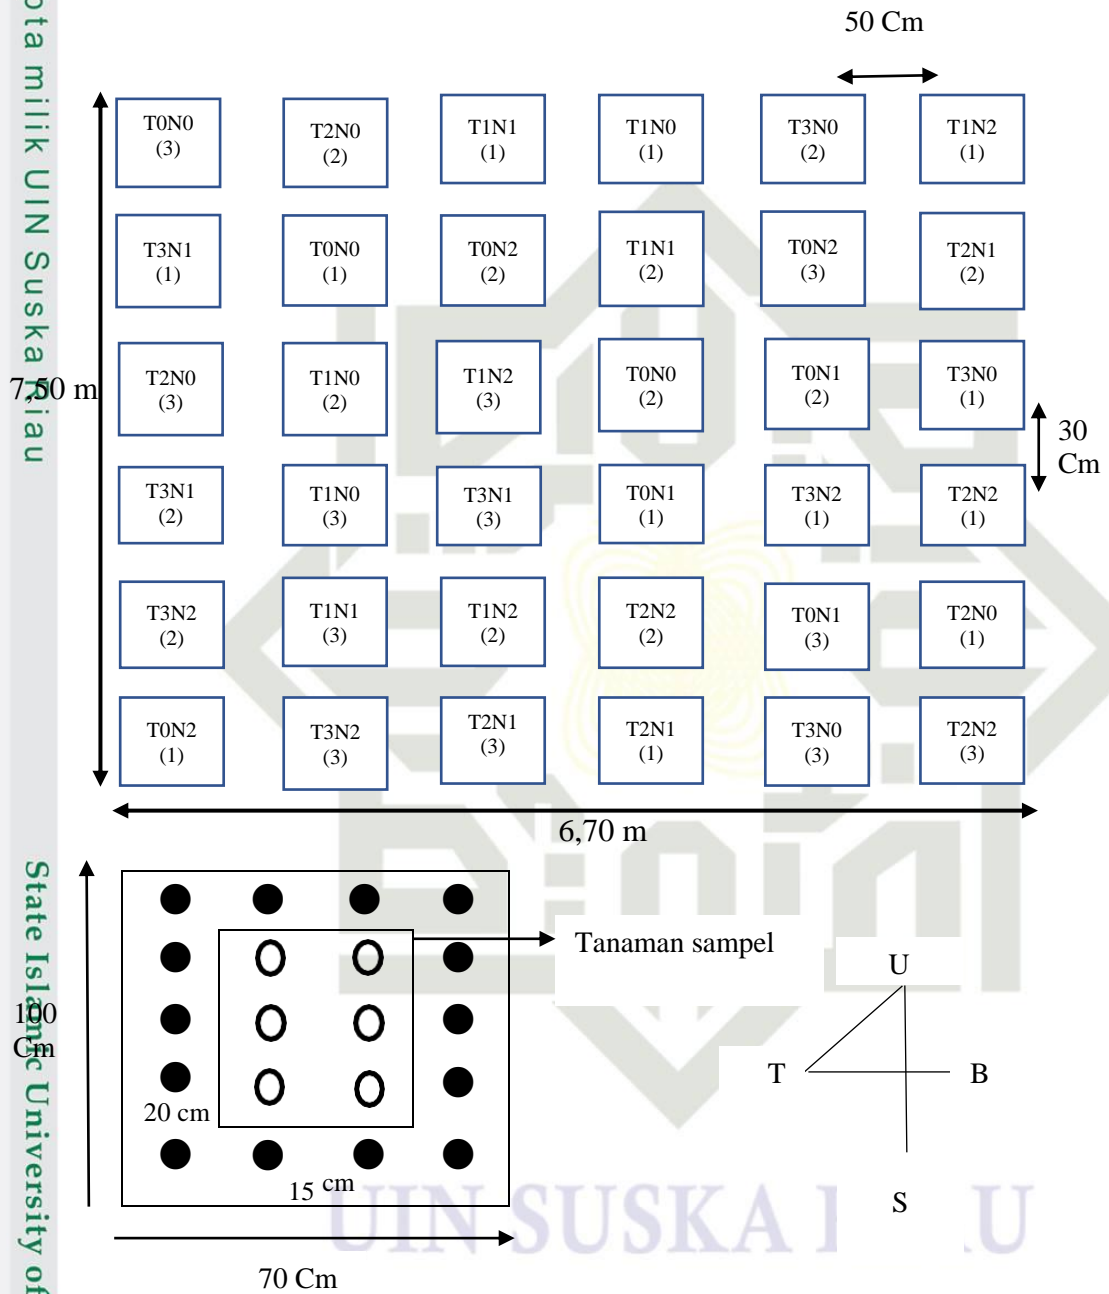 ota milik UIN Suska Riau
State Islamic University of
50 Cm
T0N0
(3)
T2N0
(2)
T1N1
(1)
T1N0
(1)
T3N0
(2)
T1N2
(1)
T3N1
(1)
T0N0
(1)
T0N2
(2)
T1N1
(2)
T0N2
(3)
T2N1
(2)
7,50 m
T2N0
(3)
T1N0
(2)
T1N2
(3)
T0N0
(2)
T0N1
(2)
T3N0
(1)
30
Cm
T3N1
(2)
T1N0
(3)
T3N1
(3)
T0N1
(1)
T3N2
(1)
T2N2
(1)
T3N2
(2)
T1N1
(3)
T1N2
(2)
T2N2
(2)
T0N1
(3)
T2N0
(1)
T0N2
(1)
T3N2
(3)
T2N1
(3)
T2N1
(1)
T3N0
(3)
T2N2
(3)
6,70 m
Tanaman sampel
100
Cm
20 cm
15 cm
70 Cm
U
T
B
S
UIN SUSKA